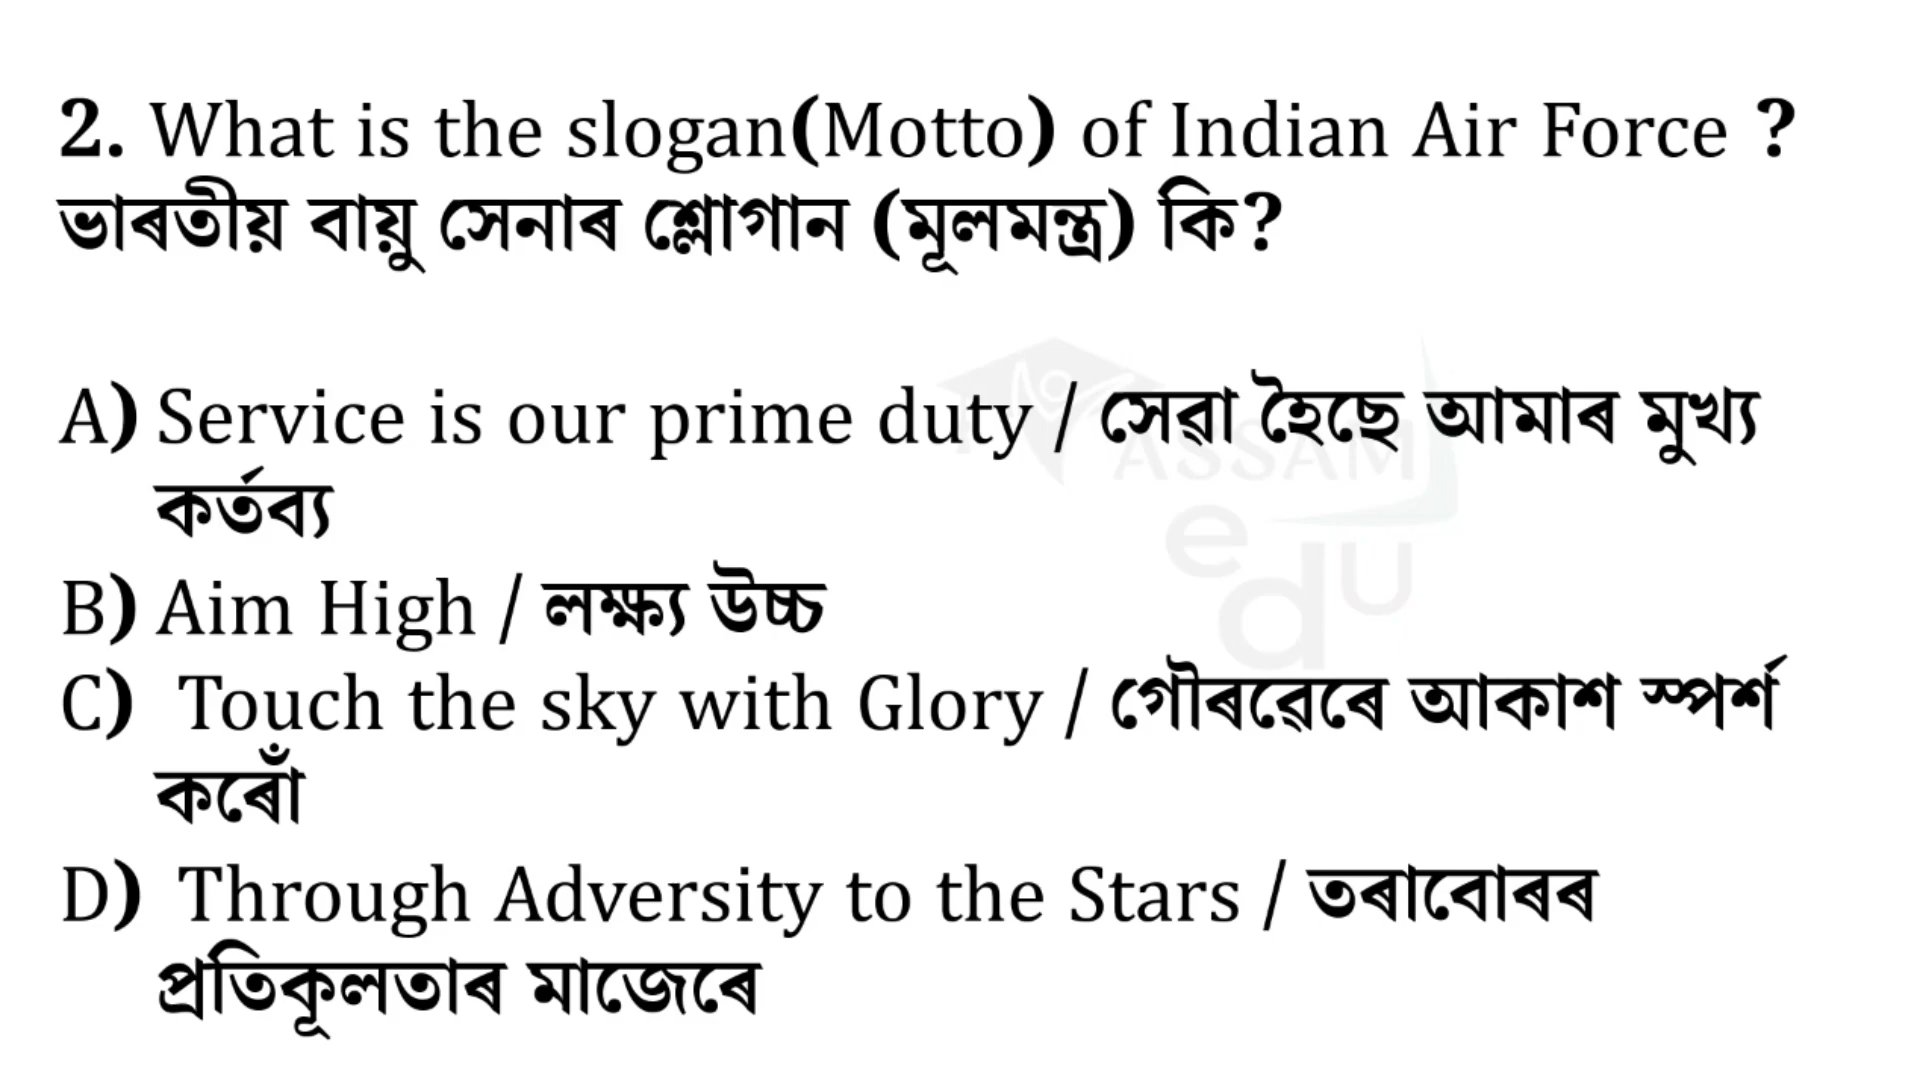 2. What is the slogan(Motto) of Indian Air Force ?
ভাৰতীয় বায়ু সেনাৰ শ্লোগান (মূলমন্ত্ৰ) কি?
A) Service is our prime duty / সেৱা হৈছে আমাৰ মুখ্য
কৰ্তব্য
B) Aim High / লক্ষ্য উচ্চ
C) Touch the sky with Glory / গৌৰৱেৰে আকাশ স্পৰ্শ
কৰোঁ
D) Through Adversity to the Stars / তৰাবোৰৰ
প্ৰতিকূলতাৰ মাজেৰে
ASSAM
edU